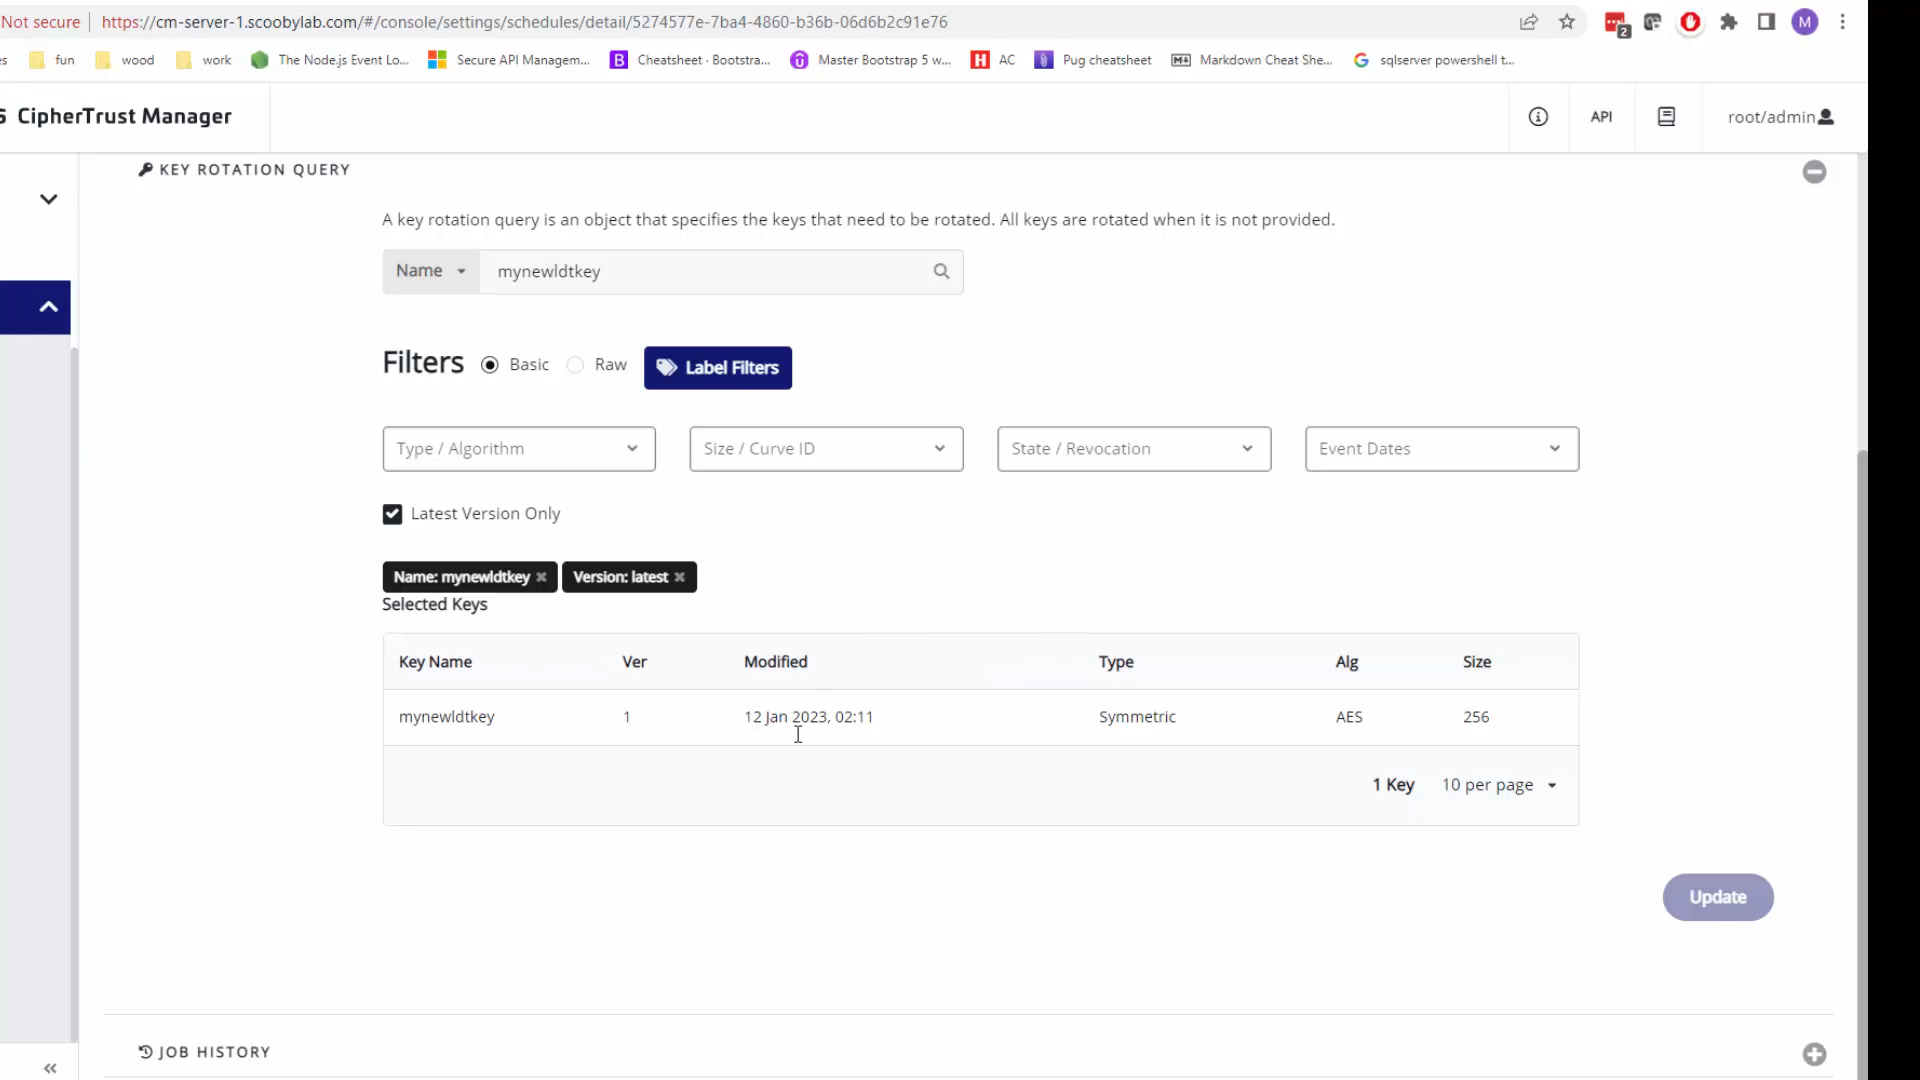 Not secure https://cm-server-1.scoobylab.com/#/console/settings/schedules/detail/5274577e-7ba4-4860-b36b-06d6b2c91e76 2 M
es fun wood work The Node.js Event Lo... Secure API Managem... B Cheatsheet · Bootstra... Master Bootstrap 5 w... H AC Pug cheatsheet Markdown Cheat She... G sqlserver powershell t...
CipherTrust Manager API root/admin
KEY ROTATION QUERY
A key rotation query is an object that specifies the keys that need to be rotated. All keys are rotated when it is not provided.
Name mynewldtkey
Filters Basic Raw Label Filters
Type / Algorithm Size / Curve ID State / Revocation Event Dates
Latest Version Only
Name: mynewldtkey Version: latest
Selected Keys
Key Name Ver Modified Type Alg Size
mynewldtkey 1 12 Jan 2023, 02:11 Symmetric AES 256
1 Key 10 per page
Update
JOB HISTORY